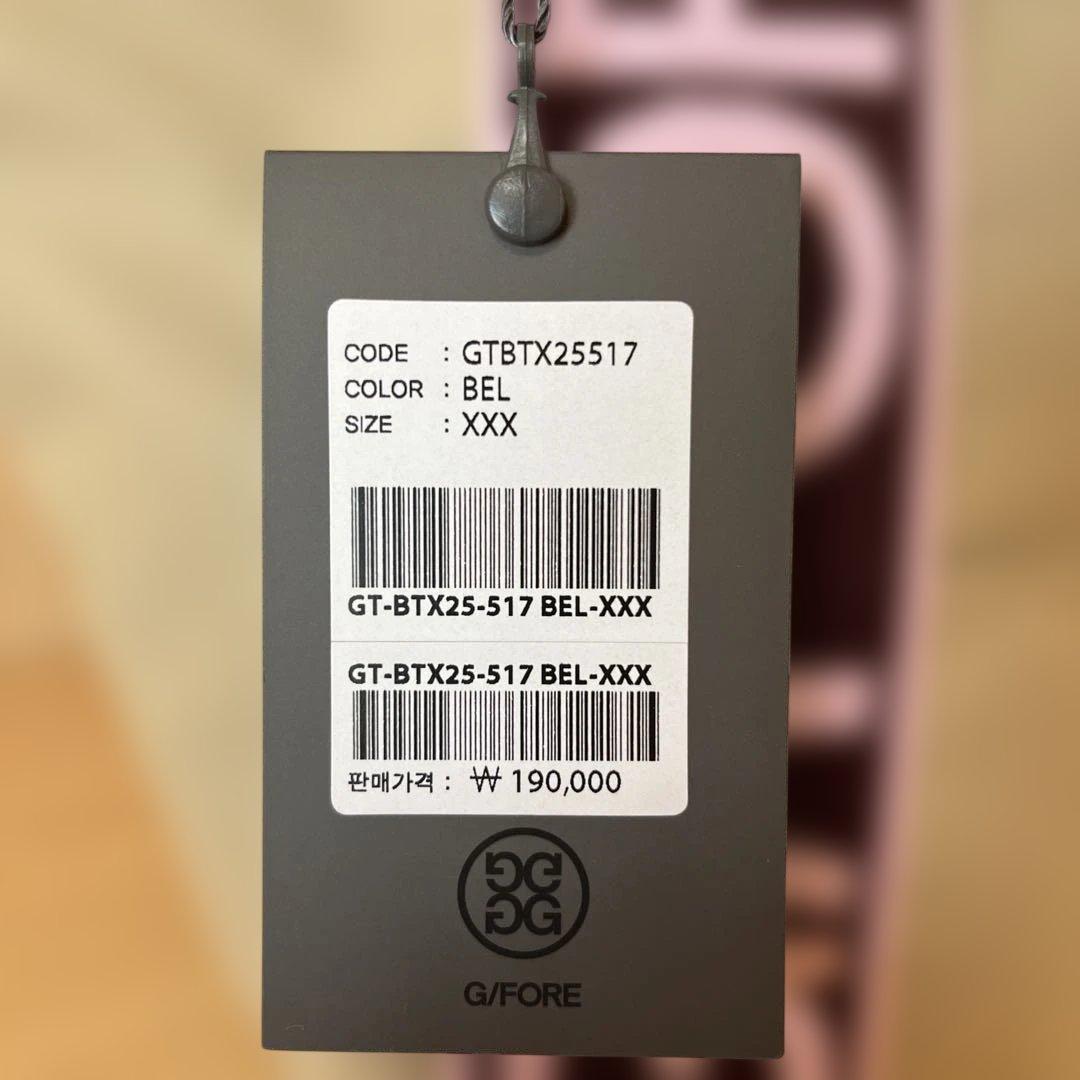 CODE : GTBTX25517
COLOR : BEL
SIZE : XXX
GT-BTX25-517 BEL-XXX
GT-BTX25-517 BEL-XXX
판매가격 : ₩ 190,000
G/FORE